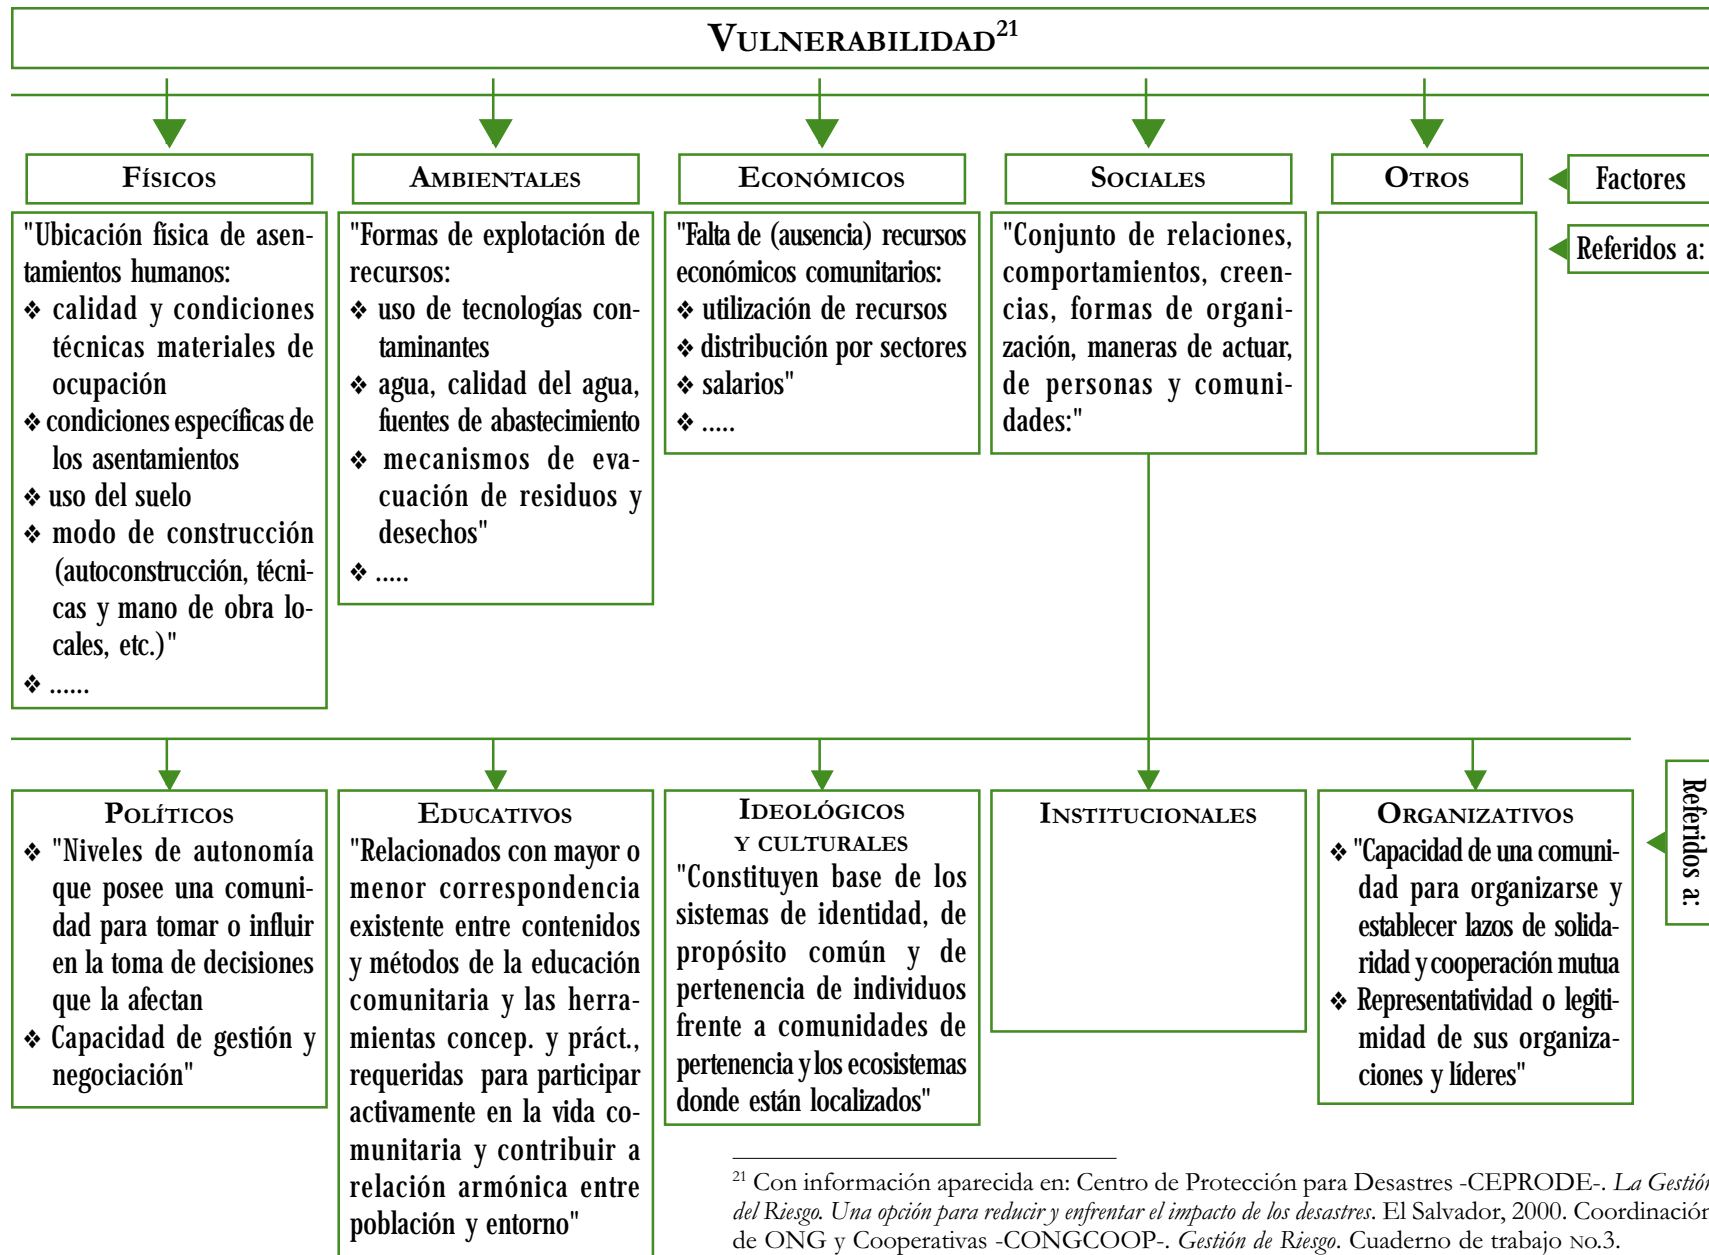 VULNERABILIDAD21
FÍSICOS
AMBIENTALES
ECONÓMICOS
SOCIALES
OTROS
Factores
"Ubicación física de asen-
tamientos humanos:
❖ calidad y condiciones
técnicas materiales de
ocupación
❖ condiciones específicas de
los asentamientos
❖ uso del suelo
❖ modo de construcción
(autoconstrucción, técni-
cas y mano de obra lo-
cales, etc.)"
❖ ......
"Formas de explotación de
recursos:
❖ uso de tecnologías con-
taminantes
❖ agua, calidad del agua,
fuentes de abastecimiento
❖ mecanismos de eva-
cuación de residuos y
desechos"
❖ .....
"Falta de (ausencia) recursos
económicos comunitarios:
❖ utilización de recursos
❖ distribución por sectores
❖ salarios"
❖ .....
"Conjunto de relaciones,
comportamientos, creen-
cias, formas de organi-
zación, maneras de actuar,
de personas y comuni-
dades:"
Referidos a:
POLÍTICOS
❖ "Niveles de autonomía
que posee una comuni-
dad para tomar o influir
en la toma de decisiones
que la afectan
❖ Capacidad de gestión y
negociación"
EDUCATIVOS
"Relacionados con mayor o
menor correspondencia
existente entre contenidos
y métodos de la educación
comunitaria y las herra-
mientas concep. y práct.,
requeridas para participar
activamente en la vida co-
munitaria y contribuir a
relación armónica entre
población y entorno"
IDEOLÓGICOS
Y CULTURALES
"Constituyen base de los
sistemas de identidad, de
propósito común y de
pertenencia de individuos
frente a comunidades de
pertenencia y los ecosistemas
donde están localizados"
INSTITUCIONALES
ORGANIZATIVOS
❖ "Capacidad de una comuni-
dad para organizarse y
establecer lazos de solida-
ridad y cooperación mutua
❖ Representatividad o legiti-
midad de sus organiza-
ciones y líderes"
Referidos a:
21 Con información aparecida en: Centro de Protección para Desastres -CEPRODE-. La Gestión
del Riesgo. Una opción para reducir y enfrentar el impacto de los desastres. El Salvador, 2000. Coordinación
de ONG y Cooperativas -CONGCOOP-. Gestión de Riesgo. Cuaderno de trabajo No.3.